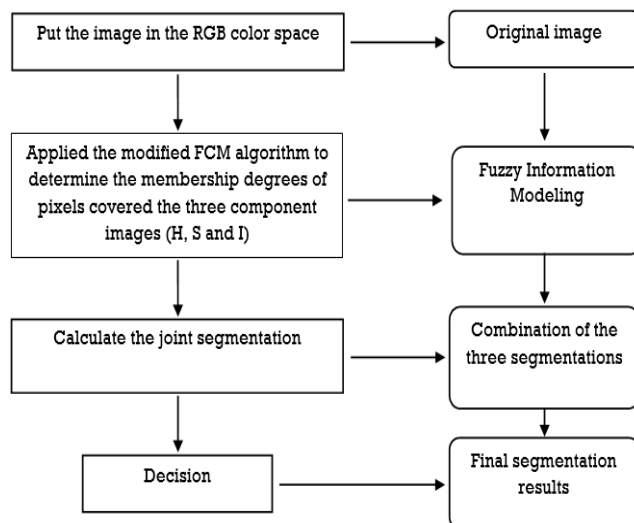 Put the image in the RGB color space
Original image
Applied the modified FCM algorithm to
determine the membership degrees of
pixels covered the three component
images (H, S and I)
Fuzzy Information
Modeling
Calculate the joint segmentation
Combination of the
three segmentations
Decision
Final segmentation
results